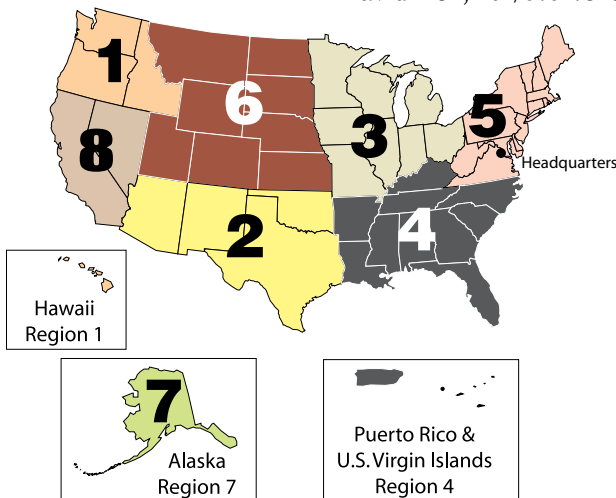 1
6
5
3
8
Headquarters
4
2
Hawaii
Region 1
7
Alaska
Region 7
Puerto Rico &
U.S. Virgin Islands
Region 4